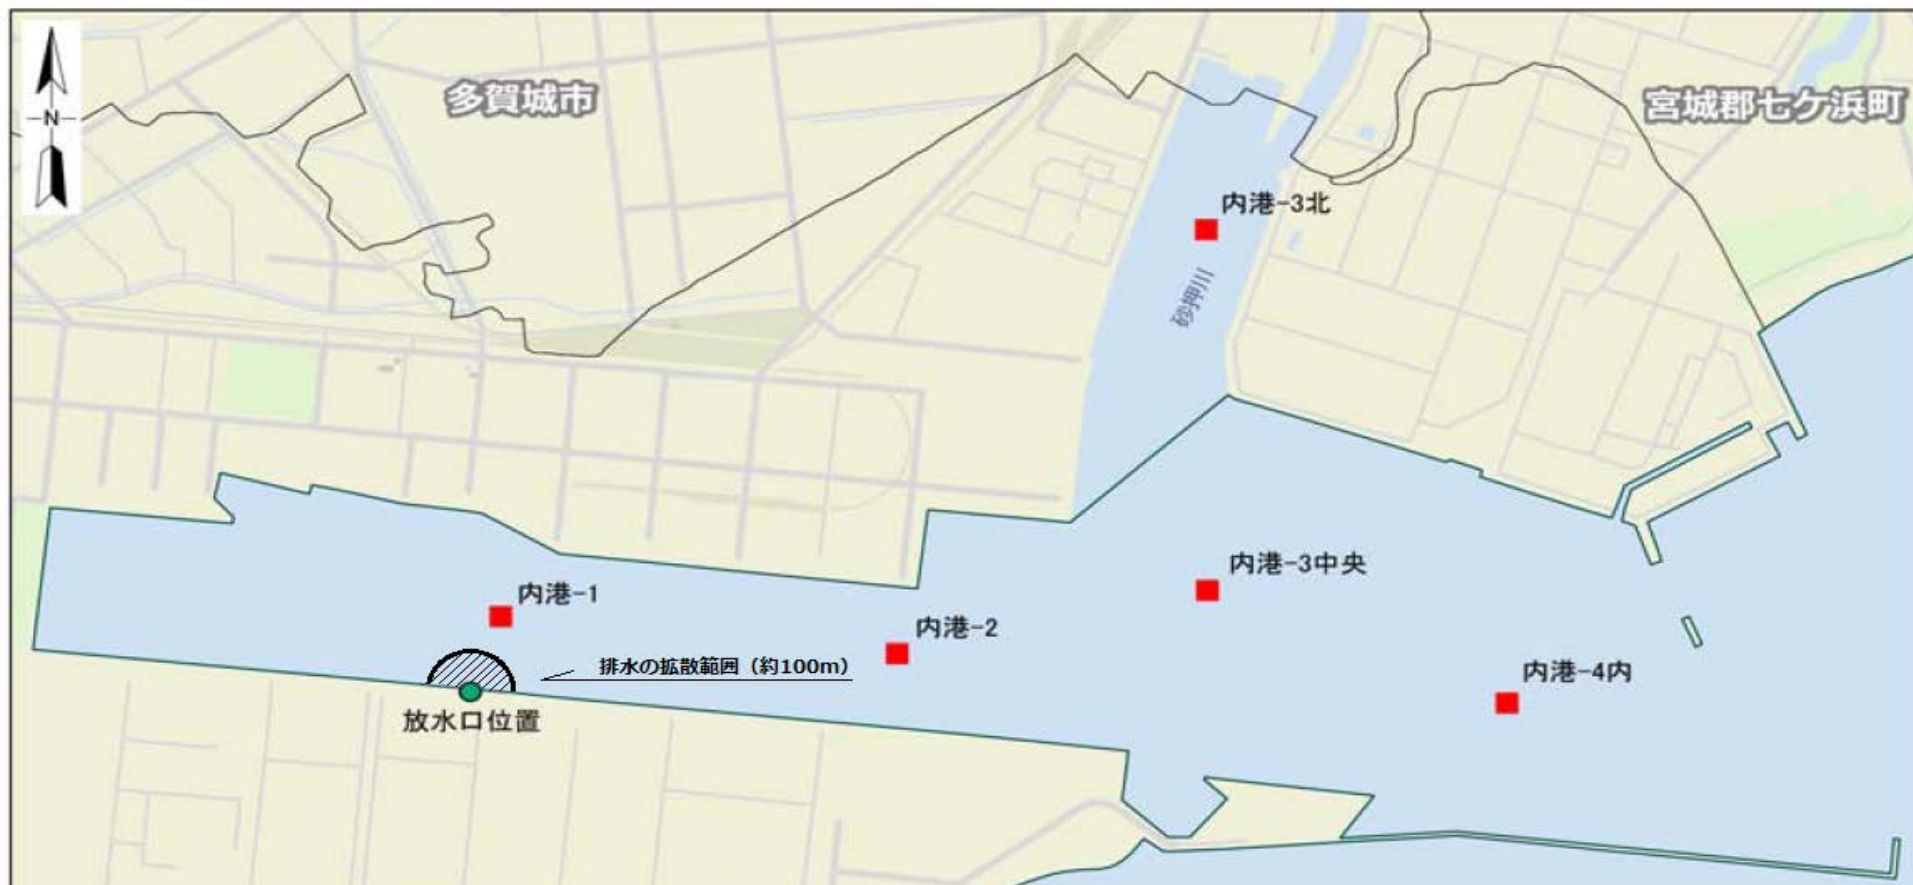 N
多賀城市
宮城郡七ケ浜町
内港-3北
砂押川
内港-3中央
内港-1
内港-2
排水の拡散範囲（約100m）
内港-4内
放水口位置